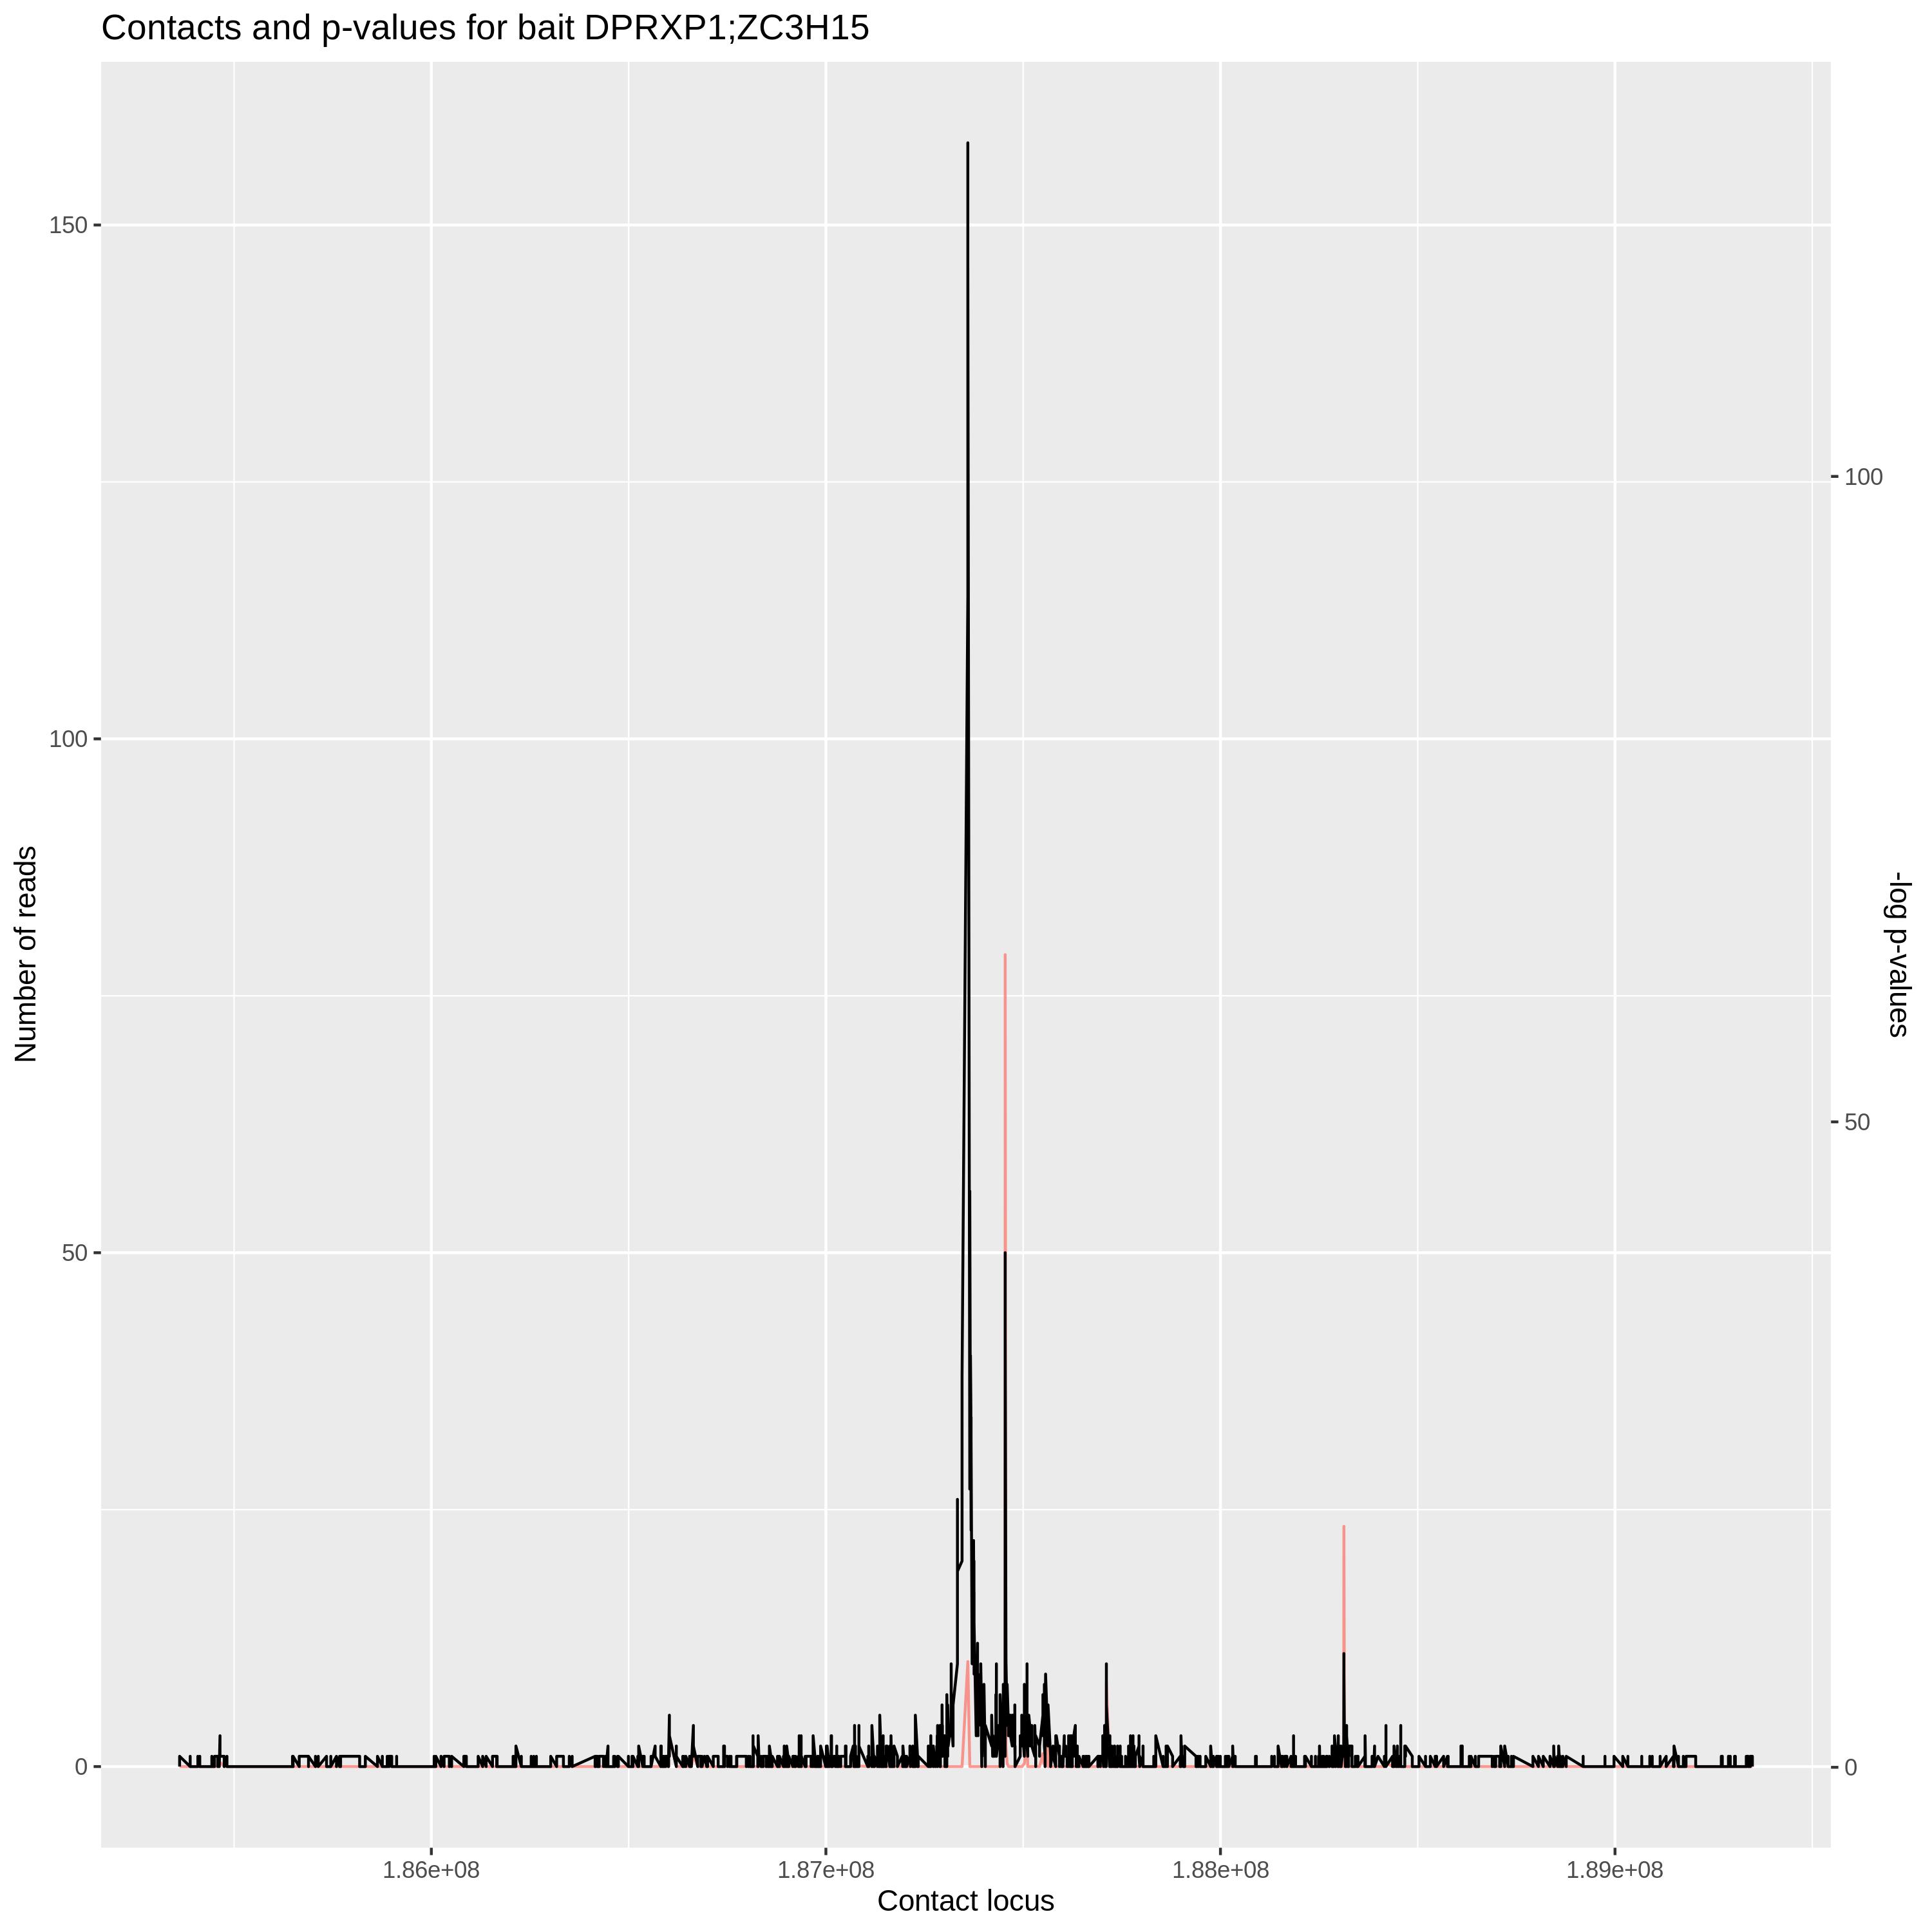 Contacts and p-values for bait DPRXP1;ZC3H15
150
100
50
0
Number of reads
100
50
0
-log p-values
1.86e+08 1.87e+08 1.88e+08 1.89e+08
Contact locus